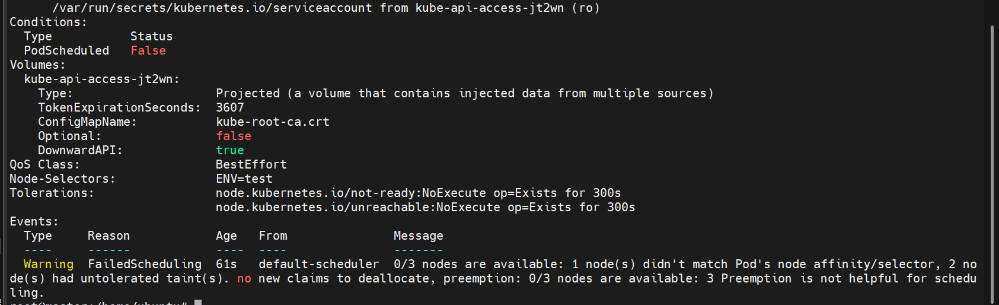 /var/run/secrets/kubernetes.io/serviceaccount from kube-api-access-jt2wn (ro)
Conditions:
Type Status
PodScheduled False
Volumes:
kube-api-access-jt2wn:
Type: Projected (a volume that contains injected data from multiple sources)
TokenExpirationSeconds: 3607
ConfigMapName: kube-root-ca.crt
Optional: false
DownwardAPI: true
QoS Class: BestEffort
Node-Selectors: ENV=test
Tolerations: node.kubernetes.io/not-ready:NoExecute op=Exists for 300s
node.kubernetes.io/unreachable:NoExecute op=Exists for 300s
Events:
Type Reason Age From Message
---- ------ ---- ---- -------
Warning FailedScheduling 61s default-scheduler 0/3 nodes are available: 1 node(s) didn't match Pod's node affinity/selector, 2 no
de(s) had untolerated taint(s). no new claims to deallocate, preemption: 0/3 nodes are available: 3 Preemption is not helpful for schedu
ling.
root@master:/home/ubuntu#